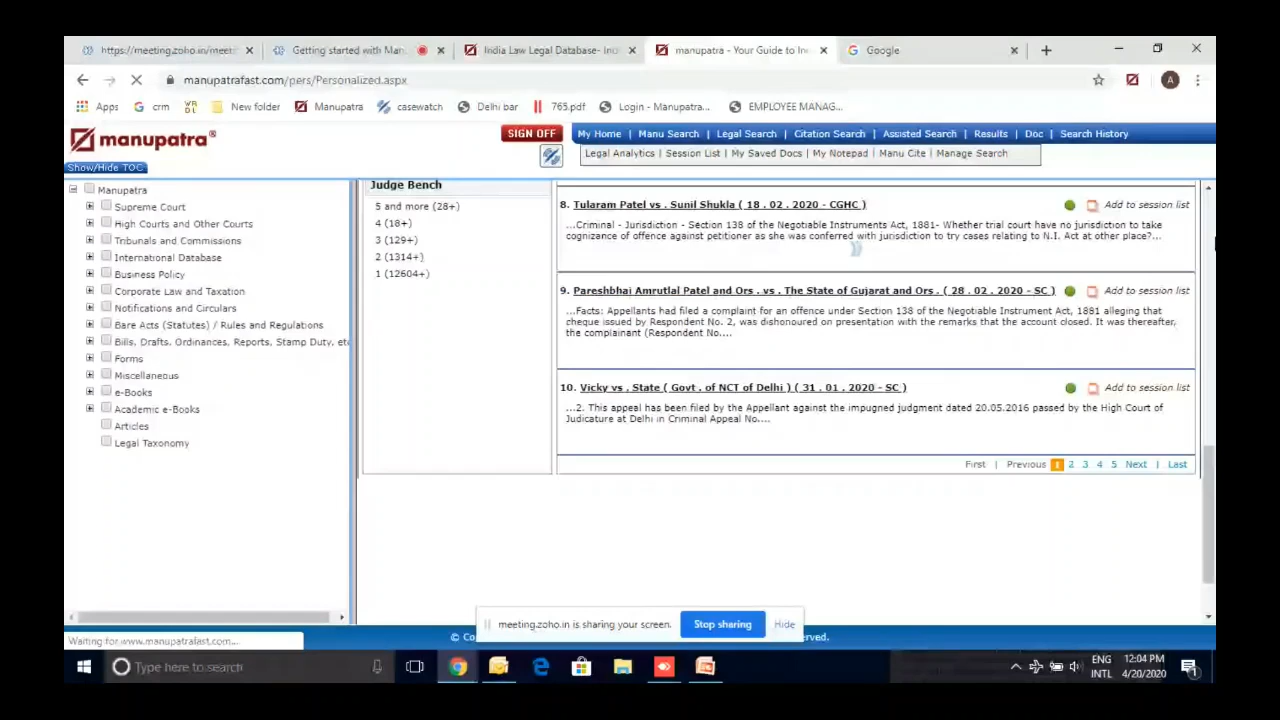 https://meeting.zoho.in/meeti
Getting started with Man
India Law Legal Database- Ind
manupatra - Your Guide to In
Google
manupatrafast.com/pers/Personalized.aspx
Apps
crm
New folder
Manupatra
casewatch
Delhi bar
765.pdf
Login - Manupatra...
EMPLOYEE MANAG...
manupatra®
SIGN OFF
My Home | Manu Search | Legal Search | Citation Search | Assisted Search | Results | Doc | Search History
Legal Analytics | Session List | My Saved Docs | My Notepad | Manu Cite | Manage Search
Show/Hide TOC
Manupatra
Supreme Court
High Courts and Other Courts
Tribunals and Commissions
International Database
Business Policy
Corporate Law and Taxation
Notifications and Circulars
Bare Acts (Statutes) / Rules and Regulations
Bills, Drafts, Ordinances, Reports, Stamp Duty, etc
Forms
Miscellaneous
e-Books
Academic e-Books
Articles
Legal Taxonomy
Judge Bench
5 and more (28+)
4 (18+)
3 (129+)
2 (1314+)
1 (12604+)
8. Tularam Patel vs . Sunil Shukla ( 18 . 02 . 2020 - CGHC )
Add to session list
...Criminal - Jurisdiction - Section 138 of the Negotiable Instruments Act, 1881- Whether trial court have no jurisdiction to take
cognizance of offence against petitioner as she was conferred with jurisdiction to try cases relating to N.I. Act at other place?...
9. Pareshbhai Amrutlal Patel and Ors . vs . The State of Gujarat and Ors . ( 28 . 02 . 2020 - SC )
Add to session list
...Facts: Appellants had filed a complaint for an offence under Section 138 of the Negotiable Instrument Act, 1881 alleging that
cheque issued by Respondent No. 2, was dishonoured on presentation with the remarks that the account closed. It was thereafter,
the complainant (Respondent No....
10. Vicky vs . State ( Govt . of NCT of Delhi ) ( 31 . 01 . 2020 - SC )
Add to session list
...2. This appeal has been filed by the Appellant against the impugned judgment dated 20.05.2016 passed by the High Court of
Judicature at Delhi in Criminal Appeal No....
First | Previous 1 2 3 4 5 Next | Last
meeting.zoho.in is sharing your screen.
Stop sharing
Hide
Waiting for www.manupatrafast.com...
© Co
erved.
Type here to search
ENG
INTL
12:04 PM
4/20/2020